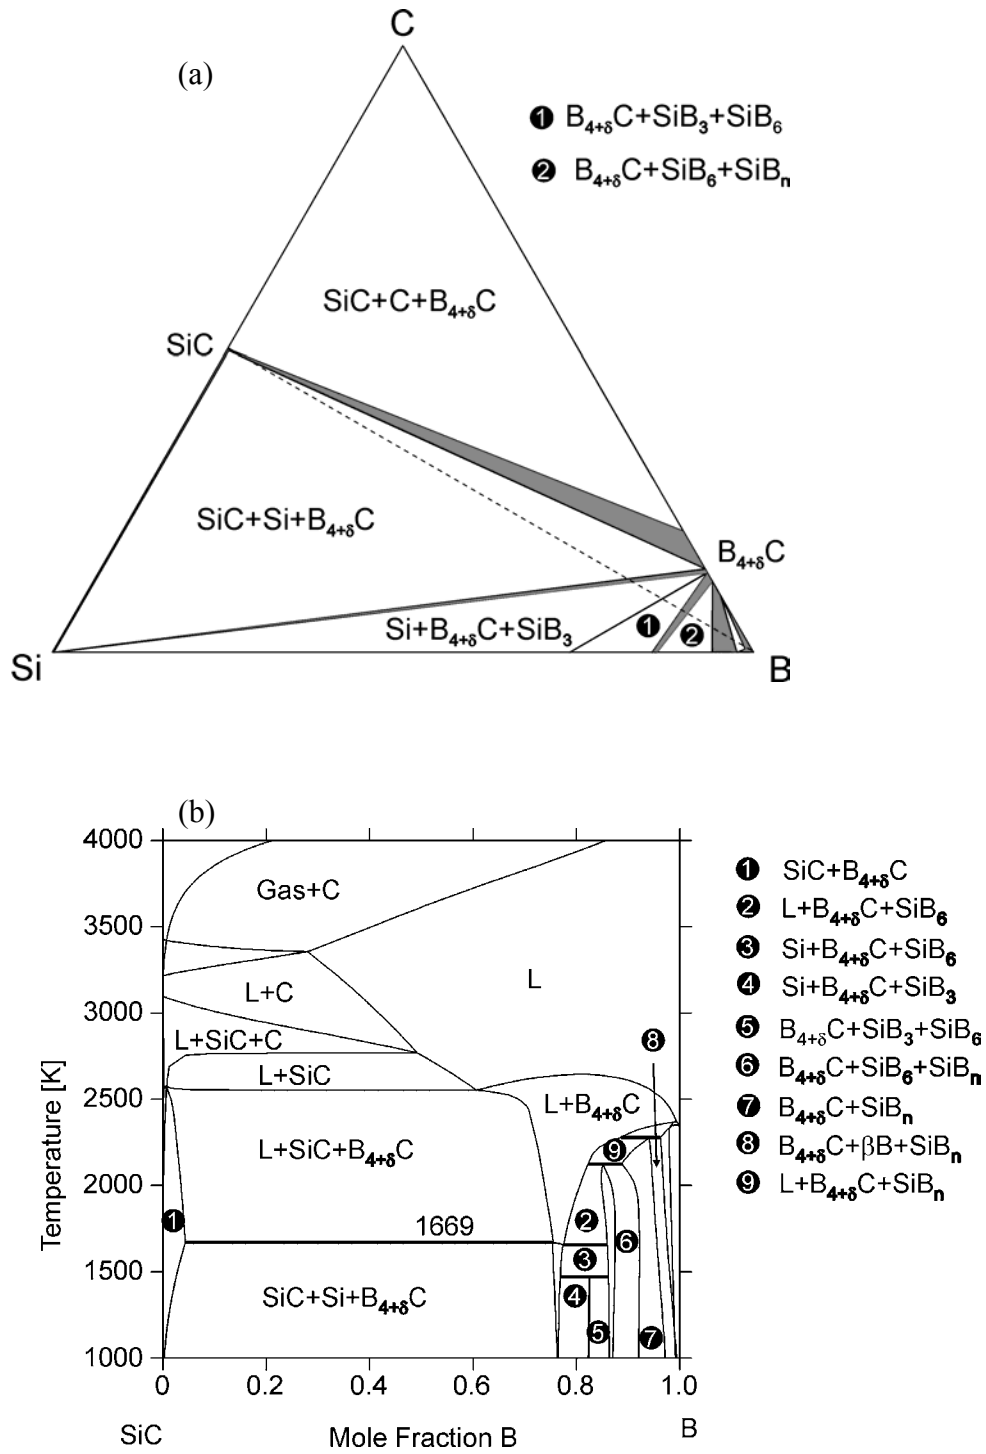 C
(a)
❶ B₄₊δC+SiB₃+SiB₆
❷ B₄₊δC+SiB₆+SiBₙ
SiC+C+B₄₊δC
SiC
SiC+Si+B₄₊δC
B₄₊δC
Si+B₄₊δC+SiB₃
❶
❷
Si
B
(b)
4000
3500
3000
2500
2000
1500
1000
Temperature [K]
Gas+C
L+C
L
L+SiC+C
L+SiC
L+B₄₊δC
L+SiC+B₄₊δC
1669
SiC+Si+B₄₊δC
❶
❷
❸
❹
❺
❻
❼
❽
❾
0
0.2
0.4
0.6
0.8
1.0
SiC
Mole Fraction B
B
❶ SiC+B₄₊δC
❷ L+B₄₊δC+SiB₆
❸ Si+B₄₊δC+SiB₆
❹ Si+B₄₊δC+SiB₃
❺ B₄₊δC+SiB₃+SiB₆
❻ B₄₊δC+SiB₆+SiBₙ
❼ B₄₊δC+SiBₙ
❽ B₄₊δC+βB+SiBₙ
❾ L+B₄₊δC+SiBₙ